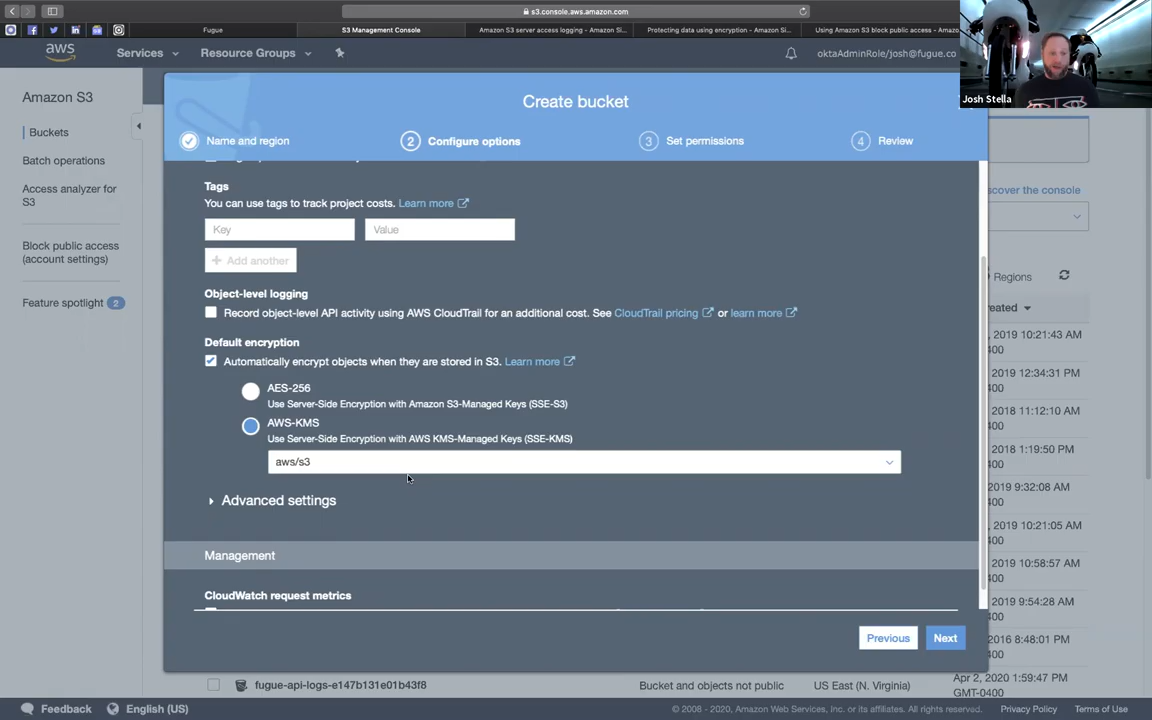 s3.console.aws.amazon.com
Fugue
S3 Management Console
Amazon S3 server access logging - Amazon Si...
Protecting data using encryption - Amazon S...
Using Amazon S3 block public access - Amazo
aws
Services
Resource Groups
oktaAdminRole/josh@fugue.co
Josh Stella
Amazon S3
Buckets
Batch operations
Access analyzer for
S3
Block public access
(account settings)
Feature spotlight 2
Create bucket
Name and region
2 Configure options
3 Set permissions
4 Review
Tags
You can use tags to track project costs. Learn more
Key
Value
+ Add another
Object-level logging
Record object-level API activity using AWS CloudTrail for an additional cost. See CloudTrail pricing or learn more
Default encryption
Automatically encrypt objects when they are stored in S3. Learn more
AES-256
Use Server-Side Encryption with Amazon S3-Managed Keys (SSE-S3)
AWS-KMS
Use Server-Side Encryption with AWS KMS-Managed Keys (SSE-KMS)
aws/s3
Advanced settings
Management
CloudWatch request metrics
Previous
Next
iscover the console
Regions
reated
, 2019 10:21:43 AM
400
2019 12:34:31 PM
400
2018 11:12:10 AM
400
2018 1:19:50 PM
400
2019 9:32:08 AM
400
, 2019 10:21:05 AM
400
2019 10:58:57 AM
400
2019 9:54:28 AM
400
2016 8:48:01 PM
400
fugue-api-logs-e147b131e01b43f8
Bucket and objects not public
US East (N. Virginia)
Apr 2, 2020 1:59:47 PM
GMT-0400
Feedback
English (US)
© 2008 - 2020, Amazon Web Services, Inc. or its affiliates. All rights reserved.
Privacy Policy
Terms of Use